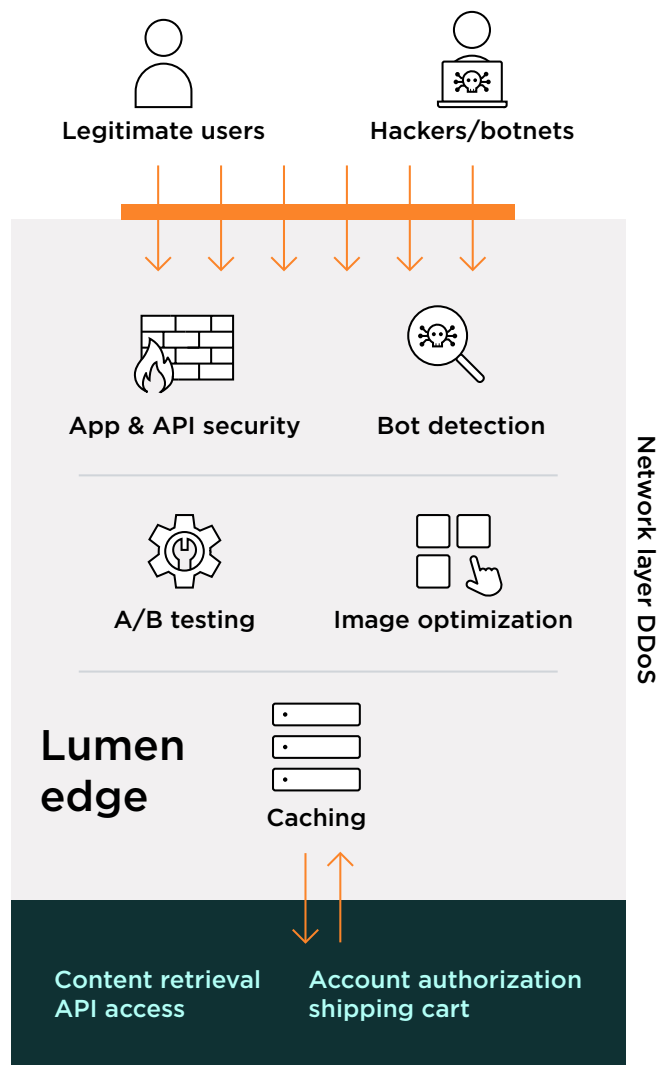 Legitimate users
Hackers/botnets
App & API security
Bot detection
Network layer DDoS
A/B testing
Image optimization
Lumen
edge
Caching
Content retrieval
API access
Account authorization
shipping cart